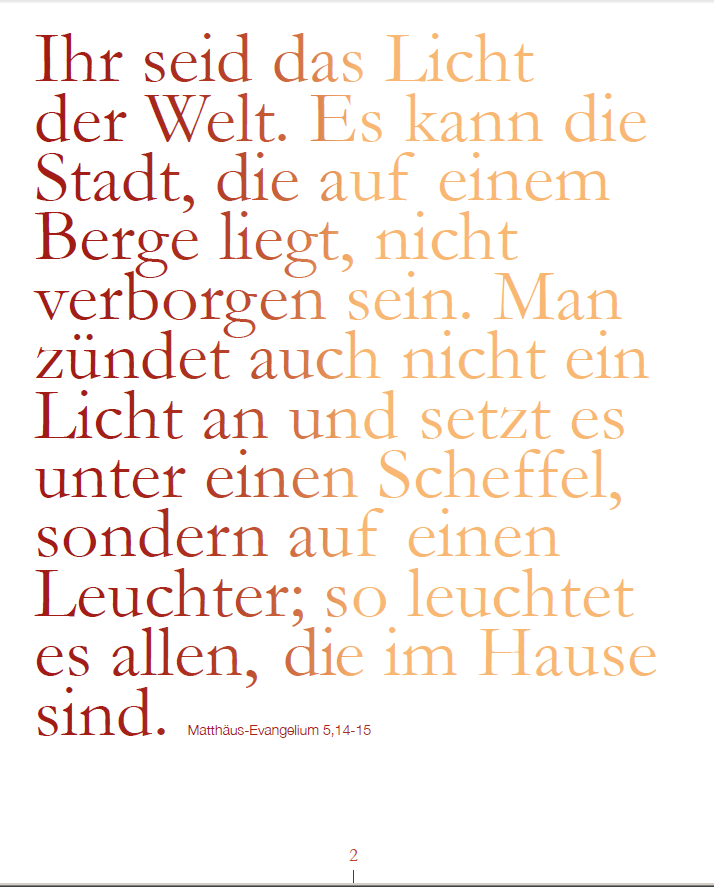 Ihr seid das Licht
der Welt. Es kann die
Stadt, die auf einem
Berge liegt, nicht
verborgen sein. Man
zündet auch nicht ein
Licht an und setzt es
unter einen Scheffel,
sondern auf einen
Leuchter; so leuchtet
es allen, die im Hause
sind. Matthäus-Evangelium 5,14-15
2